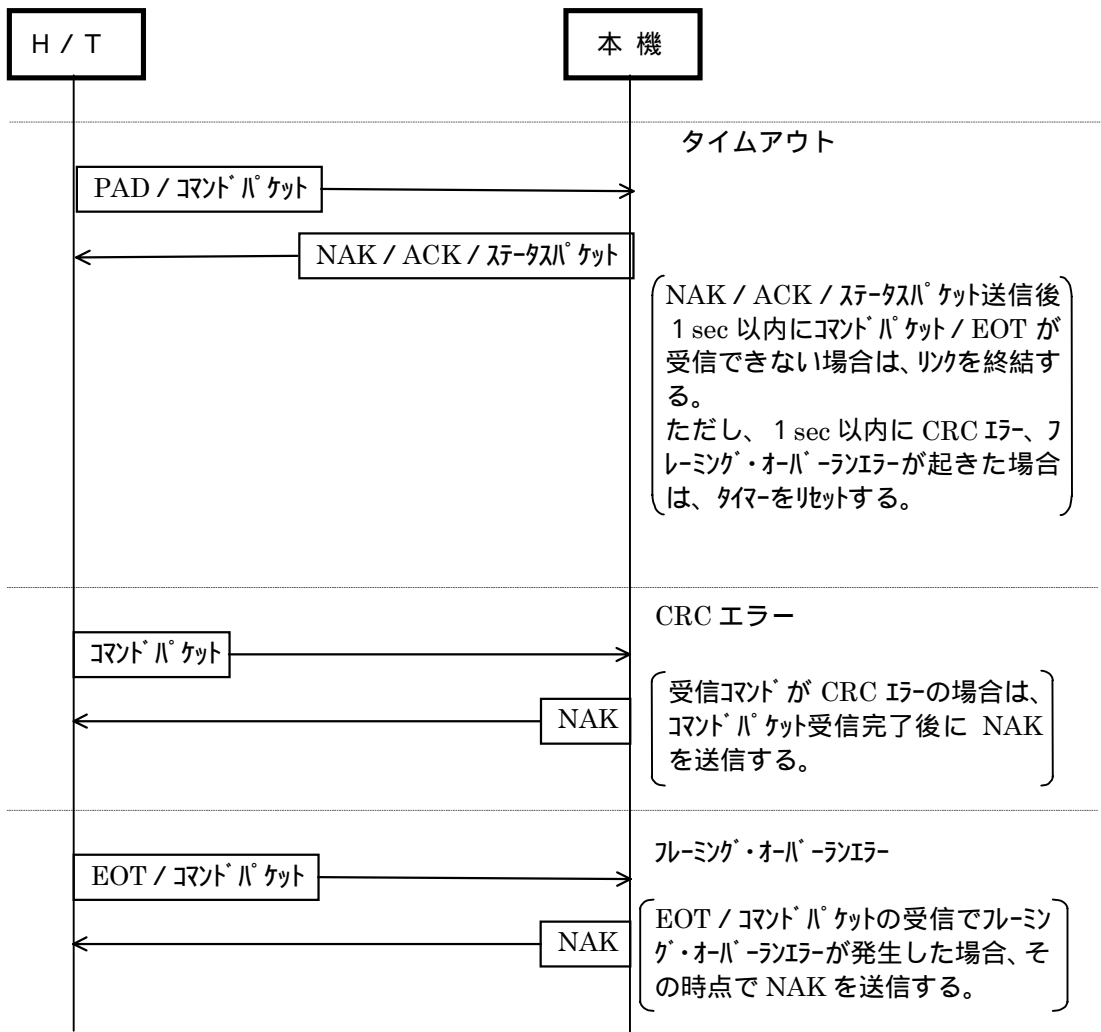 H / T
本 機
タイムアウト
PAD / ｺﾏﾝﾄﾞﾊﾟｹｯﾄ
NAK / ACK / ｽﾃｰﾀｽﾊﾟｹｯﾄ
NAK / ACK / ｽﾃｰﾀｽﾊﾟｹｯﾄ送信後
１sec 以内にｺﾏﾝﾄﾞﾊﾟｹｯﾄ / EOT が
受信できない場合は、ﾘﾝｸを終結す
る。
ただし、１sec 以内に CRC ｴﾗｰ、ﾌ
ﾚｰﾐﾝｸﾞ・ｵｰﾊﾞｰﾗﾝｴﾗｰが起きた場合
は、ﾀｲﾏｰをﾘｾｯﾄする。
CRC エラー
ｺﾏﾝﾄﾞﾊﾟｹｯﾄ
受信ｺﾏﾝﾄﾞが CRC ｴﾗｰの場合は、
ｺﾏﾝﾄﾞﾊﾟｹｯﾄ受信完了後に NAK
を送信する。
NAK
ﾌﾚｰﾐﾝｸﾞ・ｵｰﾊﾞｰﾗﾝｴﾗｰ
EOT / ｺﾏﾝﾄﾞﾊﾟｹｯﾄ
EOT / ｺﾏﾝﾄﾞﾊﾟｹｯﾄの受信でﾌﾚｰﾐﾝ
ｸﾞ・ｵｰﾊﾞｰﾗﾝｴﾗｰが発生した場合、そ
の時点で NAK を送信する。
NAK